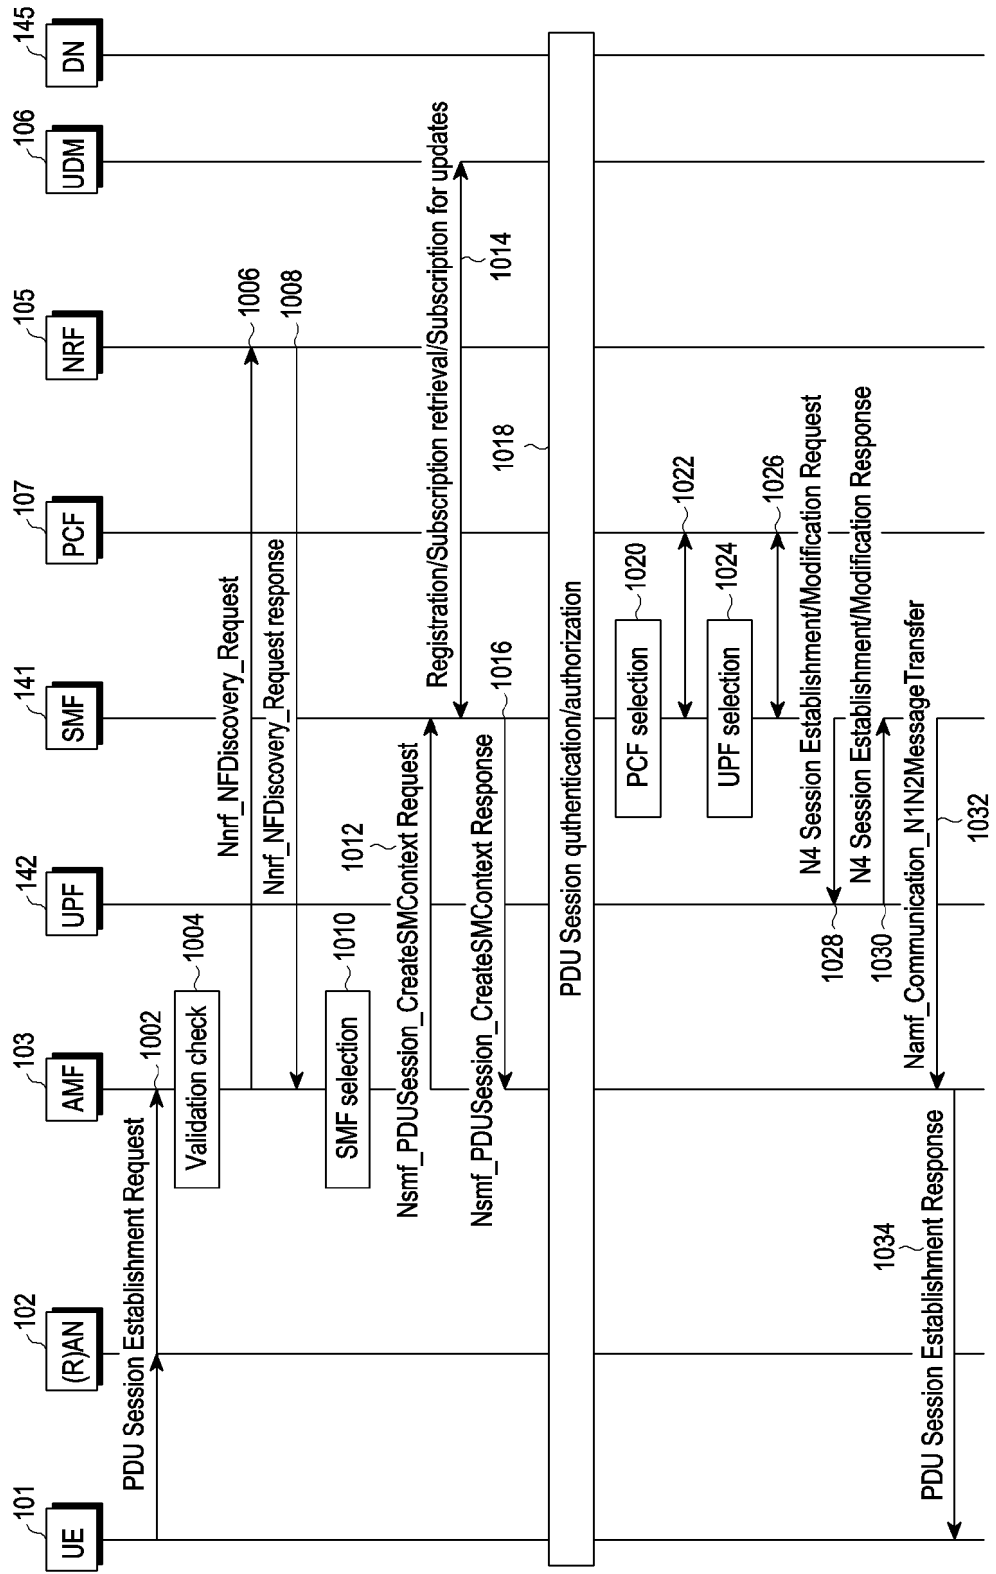 101
102
103
142
141
107
105
106
145
UE
(R)AN
AMF
UPF
SMF
PCF
NRF
UDM
DN
PDU Session Establishment Request
1002
Validation check
1004
Nnrf_NFDiscovery_Request
1006
Nnrf_NFDiscovery_Request response
1008
SMF selection
1010
Nsmf_PDUSession_CreateSMContext Request
1012
Registration/Subscription retrieval/Subscription for updates
1014
Nsmf_PDUSession_CreateSMContext Response
1016
PDU Session quthentication/authorization
1018
PCF selection
1020
1022
UPF selection
1024
1026
N4 Session Establishment/Modification Request
1028
N4 Session Establishment/Modification Response
1030
Namf_Communication_N1N2MessageTransfer
1032
PDU Session Establishment Response
1034